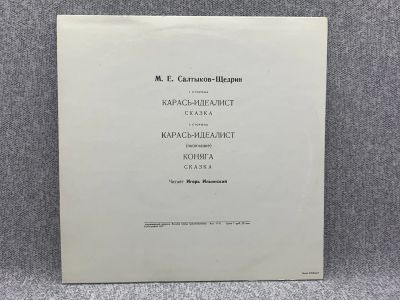 М. Е. Салтыков-Щедрин
1 сторона
КАРАСЬ-ИДЕАЛИСТ
СКАЗКА
2 сторона
КАРАСЬ-ИДЕАЛИСТ
(окончание)
КОНЯГА
СКАЗКА
Читает Игорь Ильинский